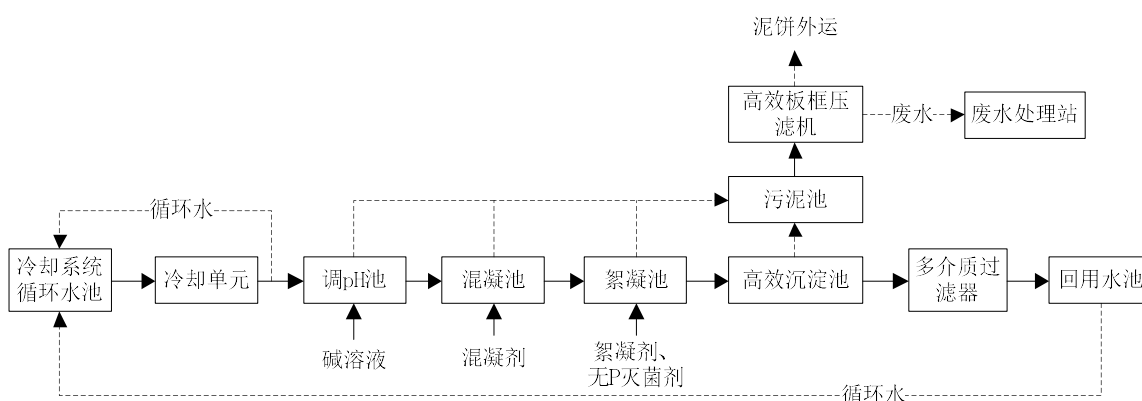 泥饼外运
高效板框压
滤机
废水
废水处理站
污泥池
循环水
冷却系统
循环水池
冷却单元
调pH池
混凝池
絮凝池
高效沉淀池
多介质过
滤器
回用水池
碱溶液
混凝剂
絮凝剂、
无P灭菌剂
循环水